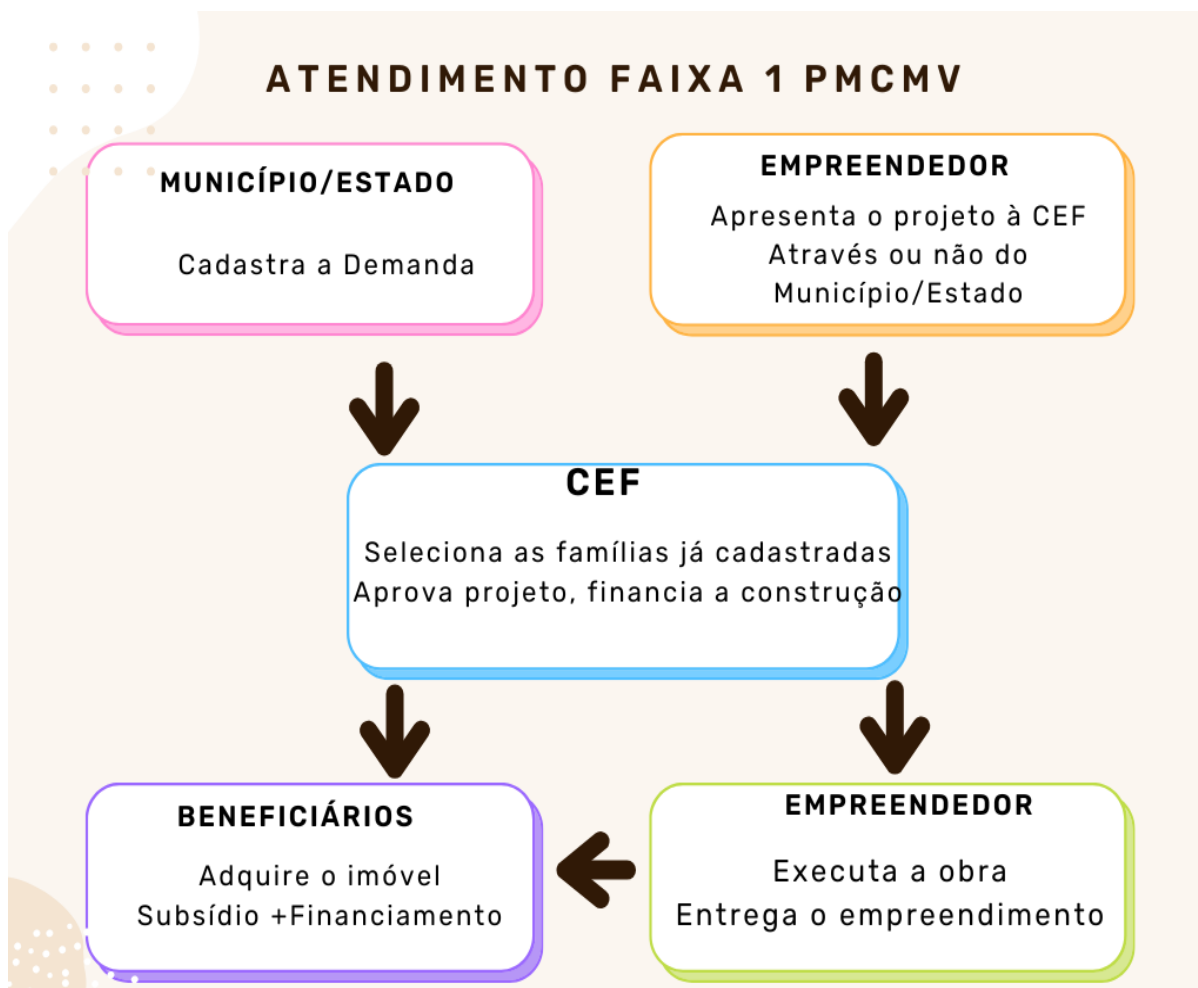 ATENDIMENTO FAIXA 1 PMCMV
MUNICÍPIO/ESTADO
Cadastra a Demanda
EMPREENDEDOR
Apresenta o projeto à CEF
Através ou não do
Município/Estado
CEF
Seleciona as famílias já cadastradas
Aprova projeto, financia a construção
BENEFICIÁRIOS
Adquire o imóvel
Subsídio +Financiamento
EMPREENDEDOR
Executa a obra
Entrega o empreendimento